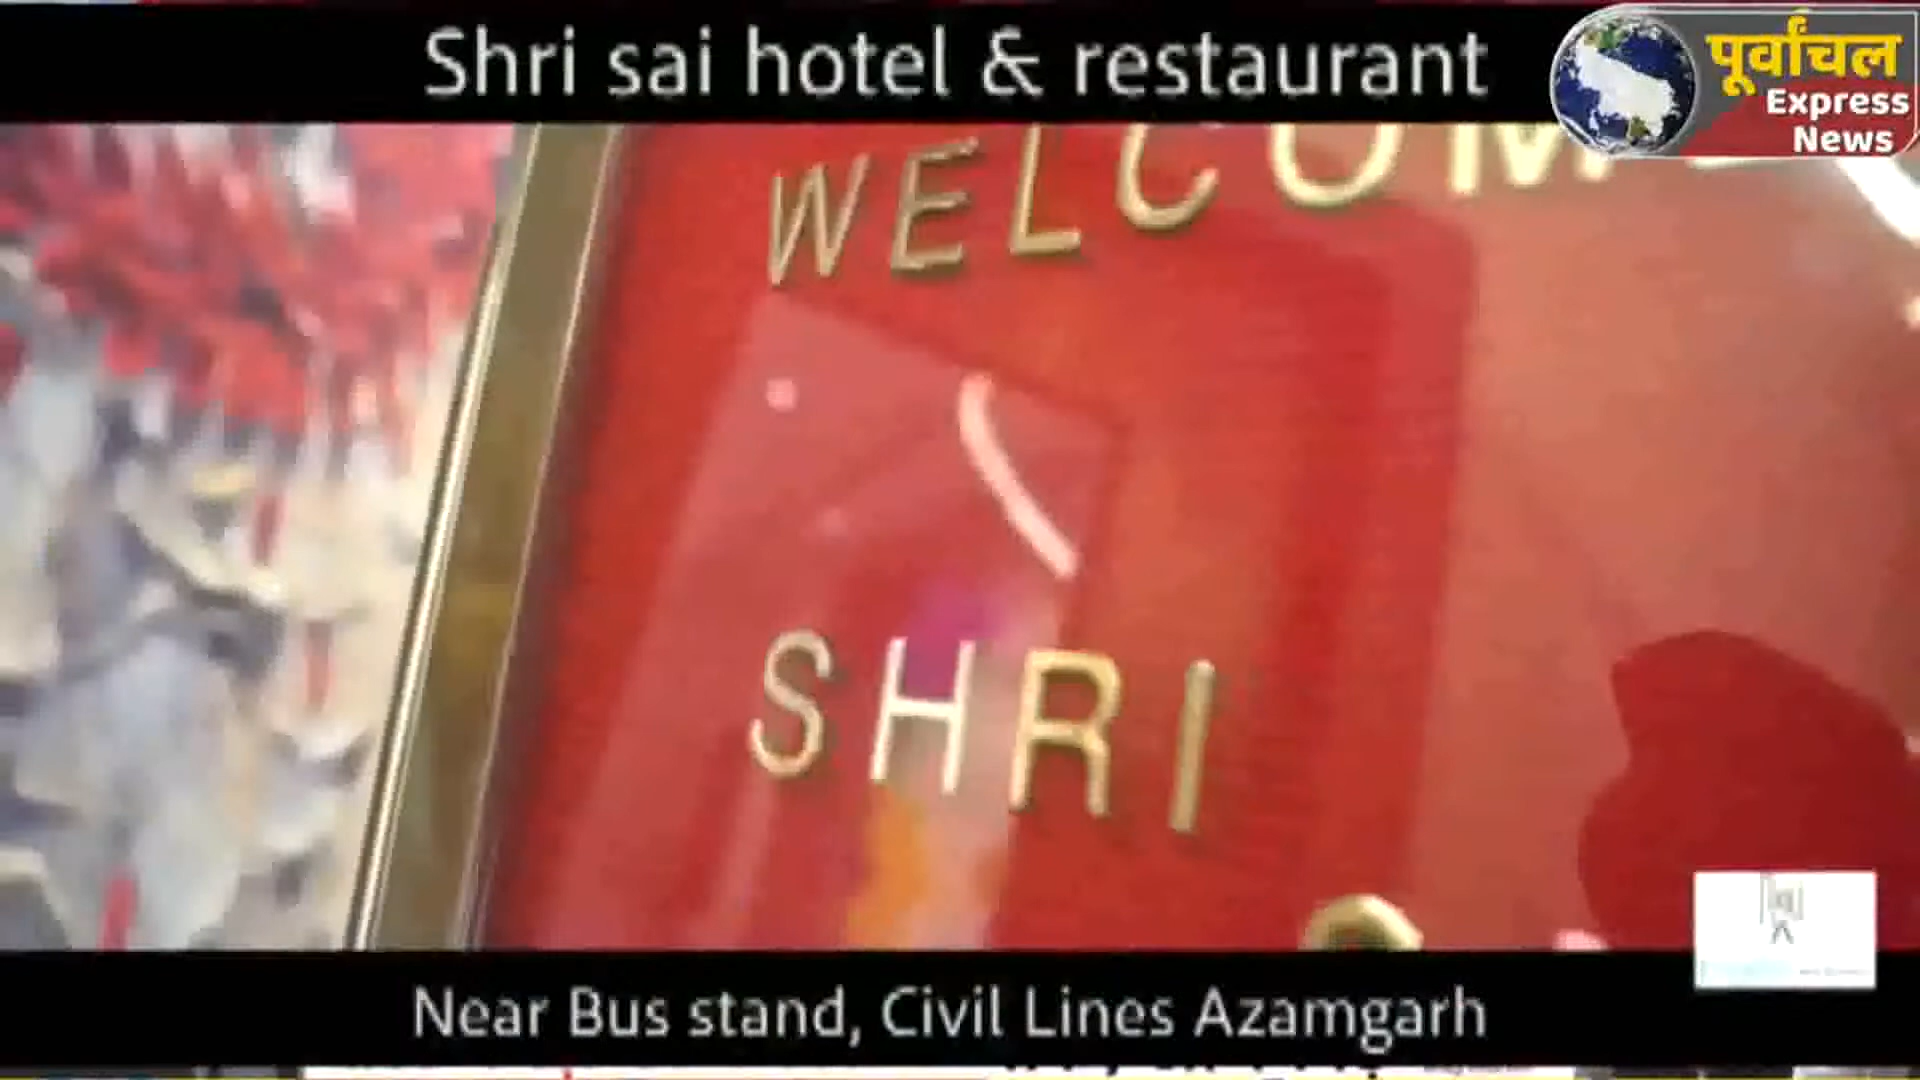 Shri sai hotel & restaurant
पूर्वांचल
Express
News
WELCOM
SHRI
Near Bus stand, Civil Lines Azamgarh